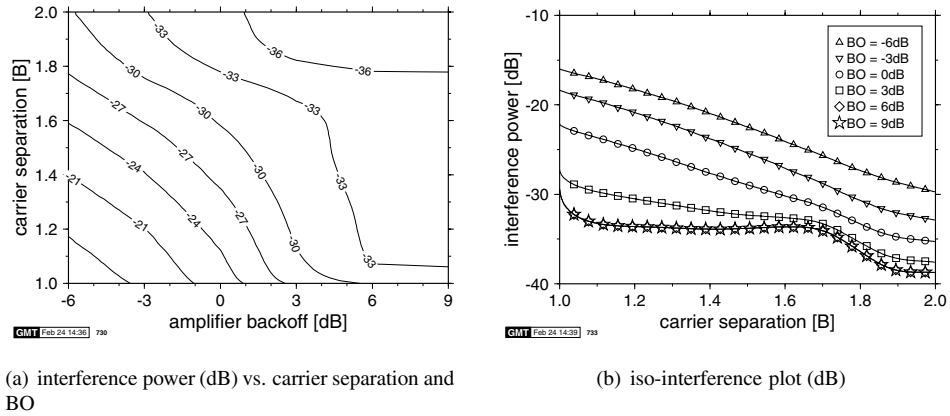 2.0
1.8
1.6
1.4
1.2
1.0
carrier separation [B]
-33
-36
-30
-33
-36
-27
-30
-33
-24
-27
-33
-21
-24
-30
-21
-27
-30
-33
-6
-3
0
3
6
9
amplifier backoff [dB]
GMT Feb 24 14:36 730
(a) interference power (dB) vs. carrier separation and
BO
-10
-20
-30
-40
interference power [dB]
BO = -6dB
BO = -3dB
BO = 0dB
BO = 3dB
BO = 6dB
BO = 9dB
1.0
1.2
1.4
1.6
1.8
2.0
carrier separation [B]
GMT Feb 24 14:39 733
(b) iso-interference plot (dB)